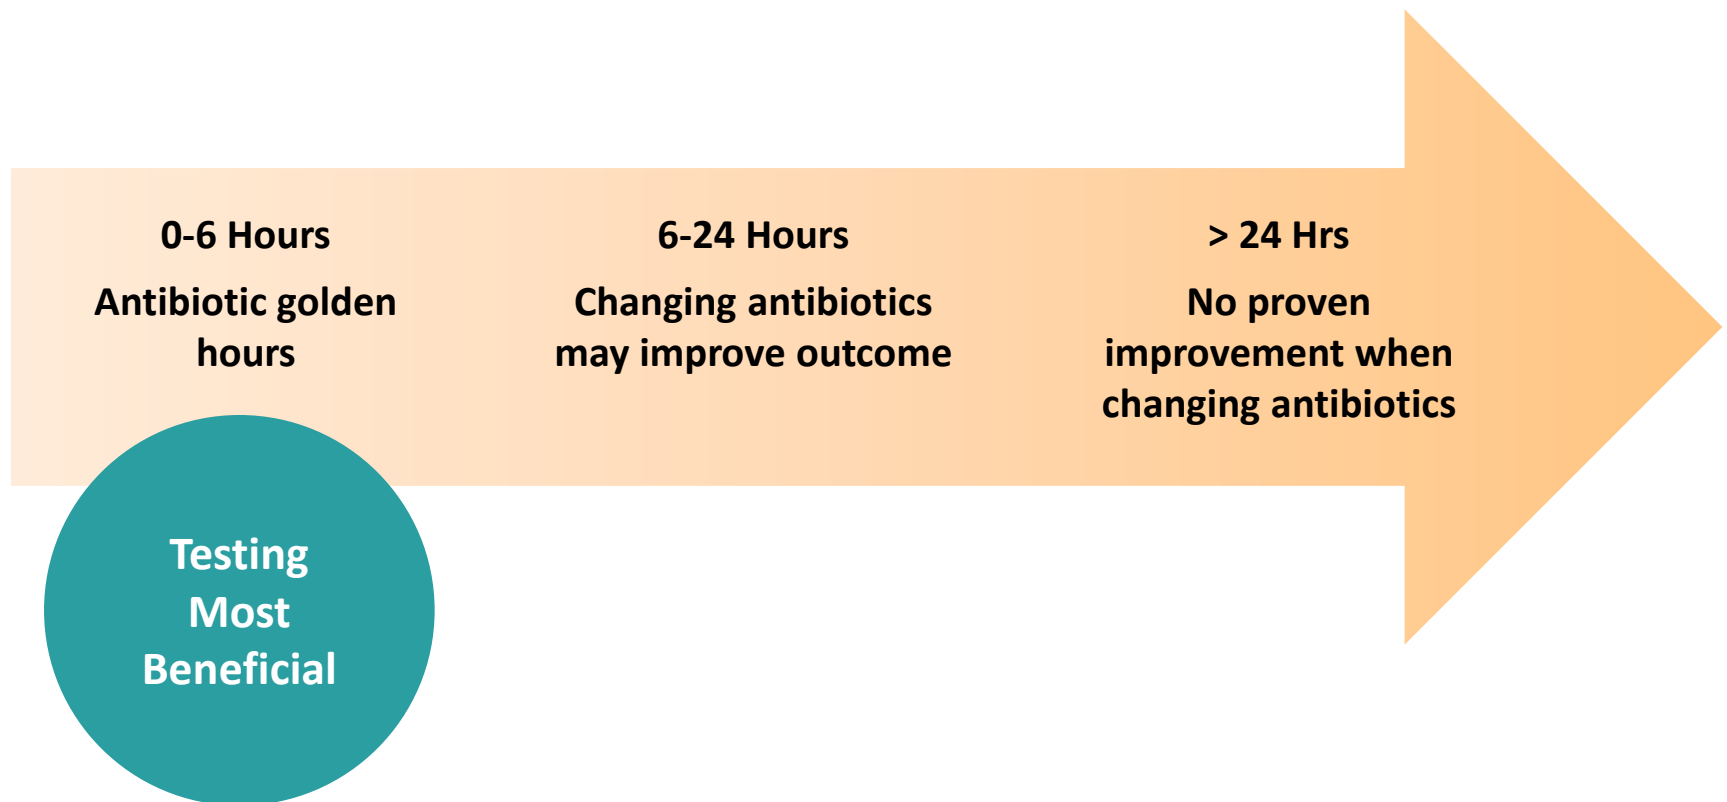 0-6 Hours
Antibiotic golden
hours
6-24 Hours
Changing antibiotics
may improve outcome
> 24 Hrs
No proven
improvement when
changing antibiotics
Testing
Most
Beneficial